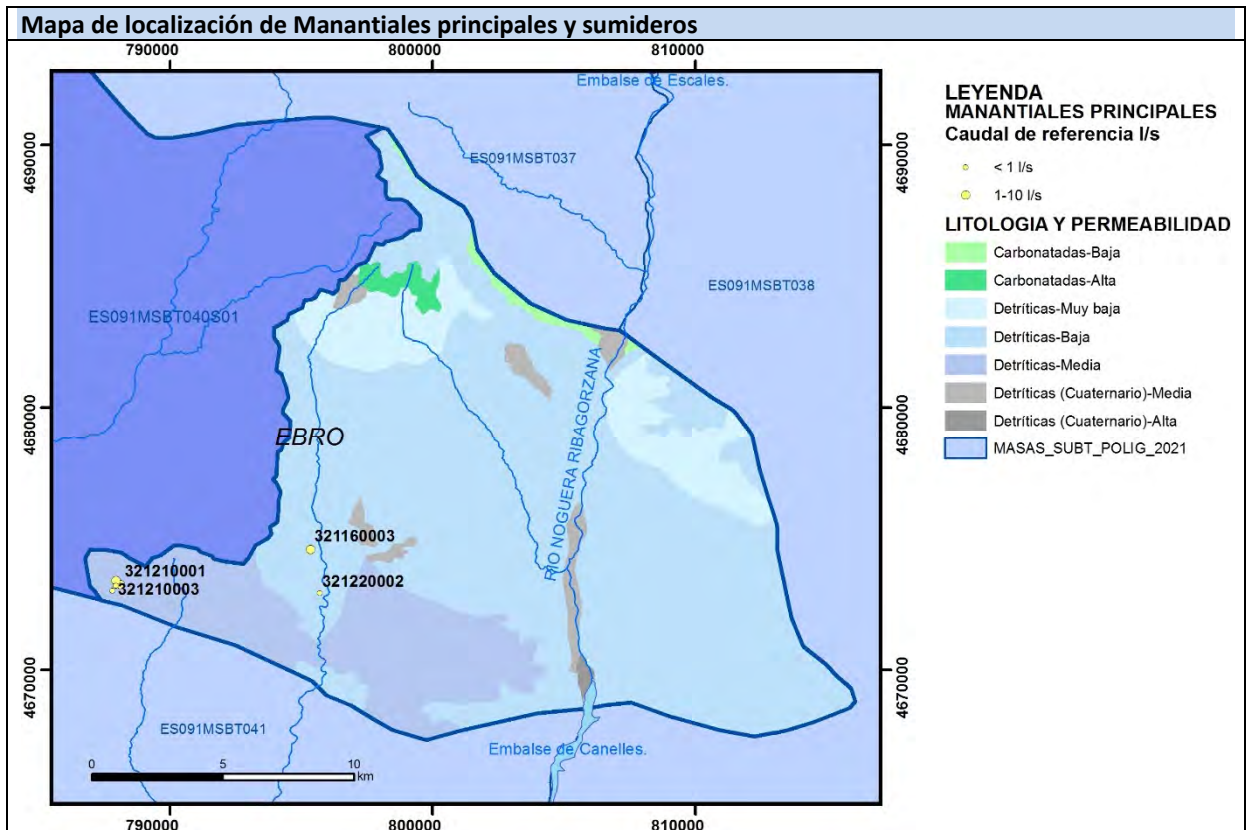 Mapa de localización de Manantiales principales y sumideros
790000 800000 810000
Embalse de Escales.
4690000 4690000
ES091MSBT037
ES091MSBT038
ES091MSBT040S01
RÍO NOGUERA RIBAGORZANA
4680000 4680000
EBRO
321160003
321210001
321210003
321220002
4670000 4670000
ES091MSBT041
Embalse de Canelles.
0 5 10
km
790000 800000 810000
LEYENDA
MANANTIALES PRINCIPALES
Caudal de referencia l/s
< 1 l/s
1-10 l/s
LITOLOGIA Y PERMEABILIDAD
Carbonatadas-Baja
Carbonatadas-Alta
Detríticas-Muy baja
Detríticas-Baja
Detríticas-Media
Detríticas (Cuaternario)-Media
Detríticas (Cuaternario)-Alta
MASAS_SUBT_POLIG_2021